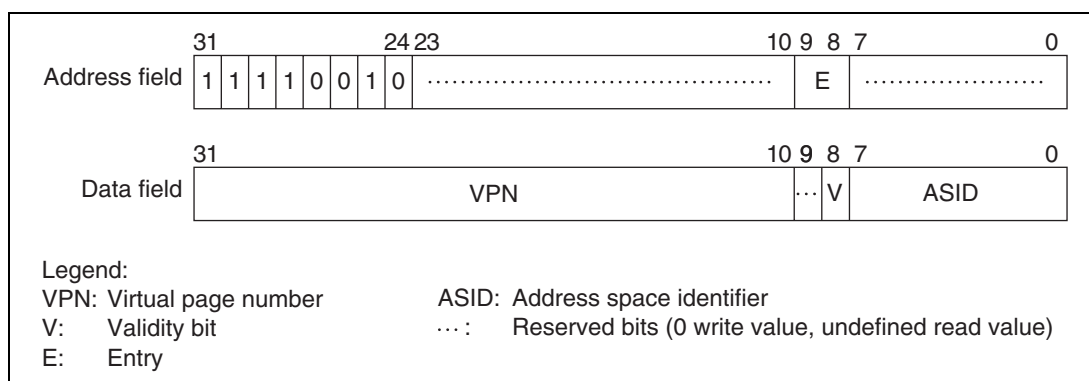 31 24 23 10 9 8 7 0
Address field 1 1 1 1 0 0 1 0 ........................................ E .....................
31 10 9 8 7 0
Data field VPN ... V ASID
Legend:
VPN: Virtual page number ASID: Address space identifier
V: Validity bit ... : Reserved bits (0 write value, undefined read value)
E: Entry